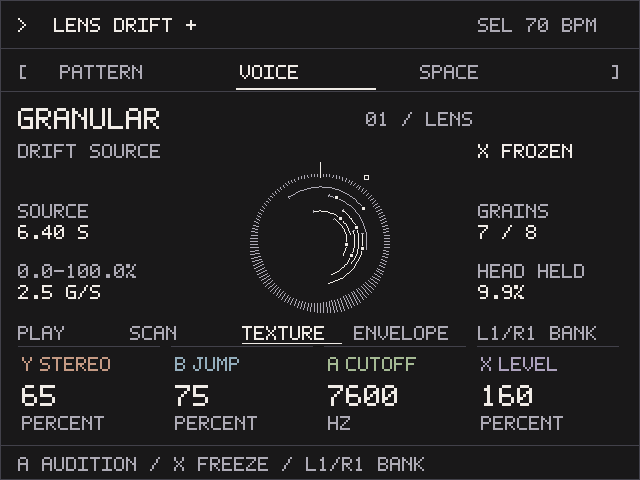 > LENS DRIFT + SEL 70 BPM
[ PATTERN VOICE SPACE ]
GRANULAR 01 / LENS
DRIFT SOURCE X FROZEN
SOURCE GRAINS
6.40 S 7 / 8
0.0-100.0% HEAD HELD
2.5 G/S 9.9%
PLAY SCAN TEXTURE ENVELOPE L1/R1 BANK
Y STEREO B JUMP A CUTOFF X LEVEL
65 75 7600 160
PERCENT PERCENT HZ PERCENT
A AUDITION / X FREEZE / L1/R1 BANK